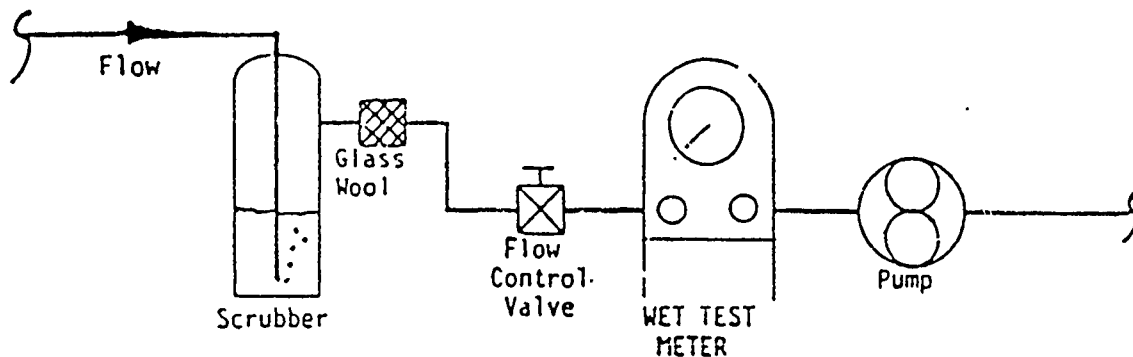 Flow
Glass
Wool
Flow
Control
Valve
Pump
Scrubber
WET TEST
METER